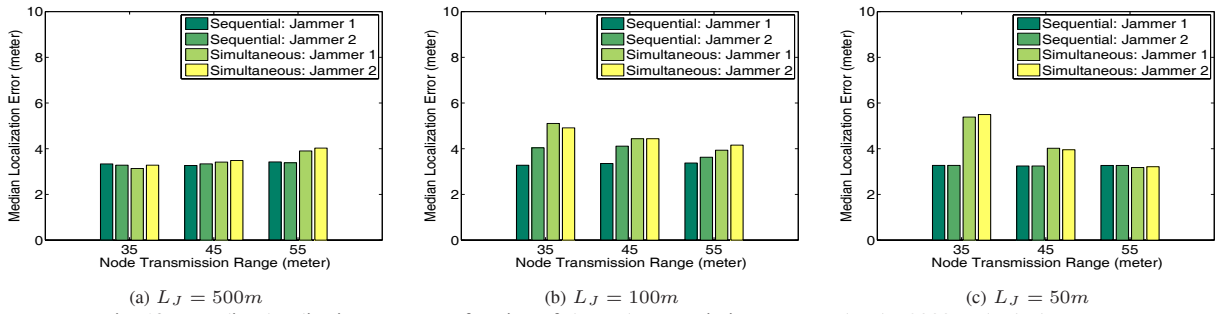 Median Localization Error (meter)
10
8
6
4
2
0
Sequential: Jammer 1
Sequential: Jammer 2
Simultaneous: Jammer 1
Simultaneous: Jammer 2
35 45 55
Node Transmission Range (meter)
(a) L_J = 500m
Median Localization Error (meter)
10
8
6
4
2
0
Sequential: Jammer 1
Sequential: Jammer 2
Simultaneous: Jammer 1
Simultaneous: Jammer 2
35 45 55
Node Transmission Range (meter)
(b) L_J = 100m
Median Localization Error (meter)
10
8
6
4
2
0
Sequential: Jammer 1
Sequential: Jammer 2
Simultaneous: Jammer 1
Simultaneous: Jammer 2
35 45 55
Node Transmission Range (meter)
(c) L_J = 50m